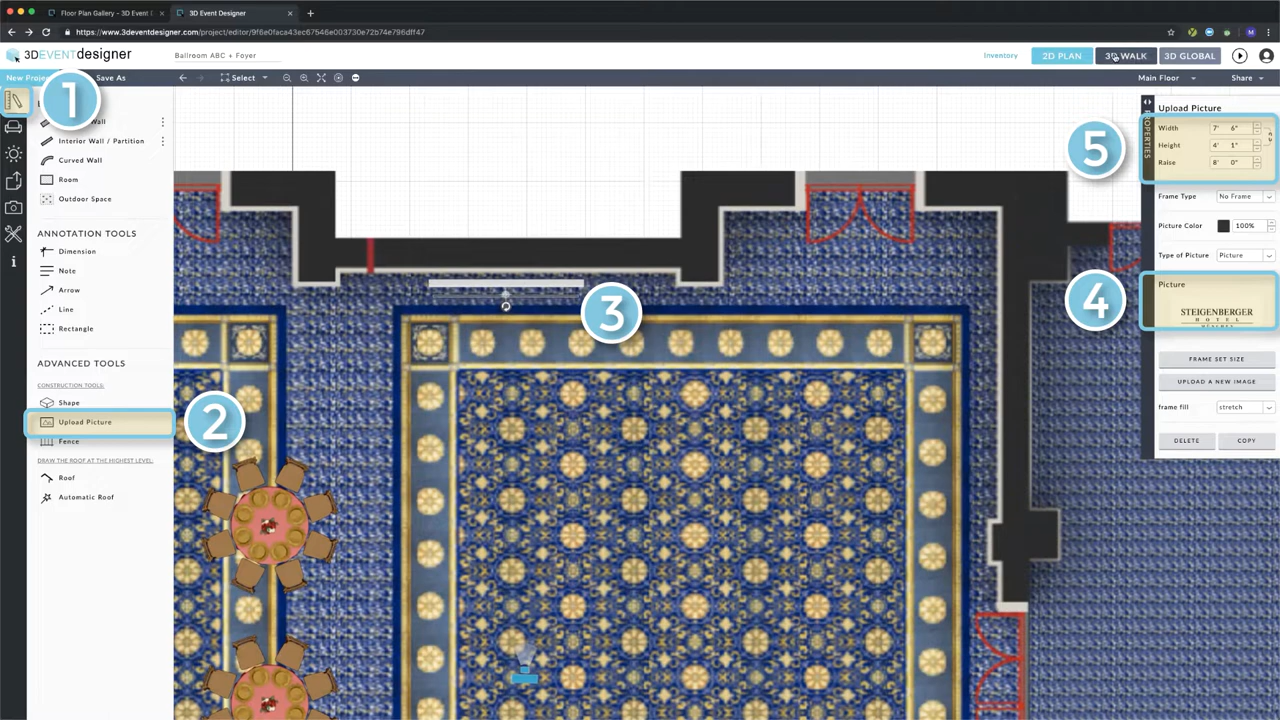 Floor Plan Gallery - 3D Event (
3D Event Designer
https://www.3deventdesigner.com/project/editor/9f6e0faca43ec67546e003730e72b74e796dff47
3DEVENTdesigner
Ballroom ABC + Foyer
Inventory
2D PLAN
3D WALK
3D GLOBAL
New Proje
Save As
Select
Main Floor
Share
1
Wall
Interior Wall / Partition
Curved Wall
Room
Outdoor Space
ANNOTATION TOOLS
Dimension
Note
Arrow
Line
Rectangle
ADVANCED TOOLS
CONSTRUCTION TOOLS:
Shape
Upload Picture
2
Fence
DRAW THE ROOF AT THE HIGHEST LEVEL:
Roof
Automatic Roof
3
PROPERTIES
Upload Picture
5
Width 7' 6"
Height 4' 1"
Raise 8' 0"
Frame Type No Frame
Picture Color 100%
Type of Picture Picture
4
Picture
STEIGENBERGER
HOTEL
FRAME SET SIZE
UPLOAD A NEW IMAGE
frame fill stretch
DELETE
COPY